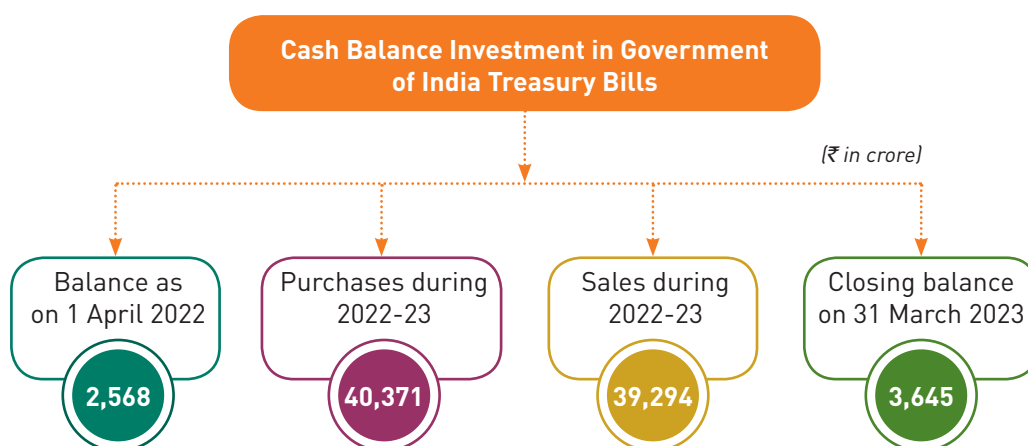 Cash Balance Investment in Government
of India Treasury Bills
(₹ in crore)
Balance as
on 1 April 2022
2,568
Purchases during
2022-23
40,371
Sales during
2022-23
39,294
Closing balance
on 31 March 2023
3,645